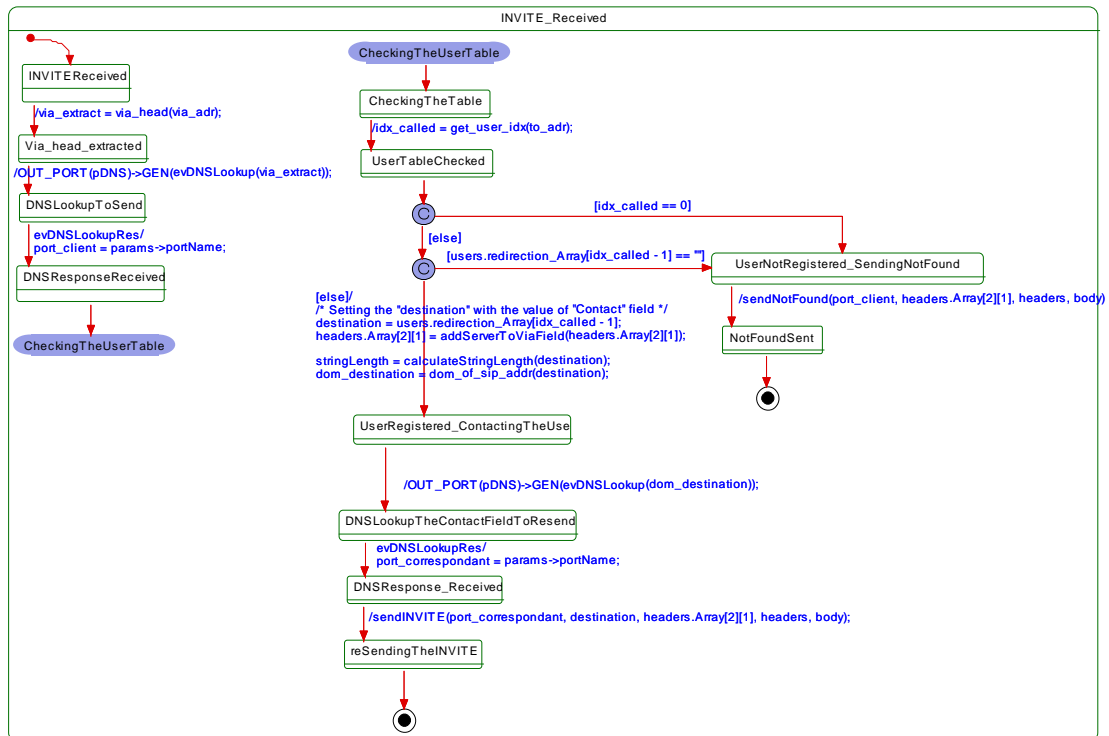 INVITE_Received
INVITEReceived
/via_extract = via_head(via_adr);
Via_head_extracted
/OUT_PORT(pDNS)->GEN(evDNSLookup(via_extract));
DNSLookupToSend
evDNSLookupRes/
port_client = params->portName;
DNSResponseReceived
CheckingTheUserTable
CheckingTheUserTable
CheckingTheTable
/idx_called = get_user_idx(to_adr);
UserTableChecked
C
[idx_called == 0]
[else]
C
[users.redirection_Array[idx_called - 1] == ""]
UserNotRegistered_SendingNotFound
/sendNotFound(port_client, headers.Array[2][1], headers, body)
NotFoundSent
[else]/
/* Setting the "destination" with the value of "Contact" field */
destination = users.redirection_Array[idx_called - 1];
headers.Array[2][1] = addServerToViaField(headers.Array[2][1]);
stringLength = calculateStringLength(destination);
dom_destination = dom_of_sip_addr(destination);
UserRegistered_ContactingTheUse
/OUT_PORT(pDNS)->GEN(evDNSLookup(dom_destination));
DNSLookupTheContactFieldToResend
evDNSLookupRes/
port_correspondant = params->portName;
DNSResponse_Received
/sendINVITE(port_correspondant, destination, headers.Array[2][1], headers, body);
reSendingTheINVITE